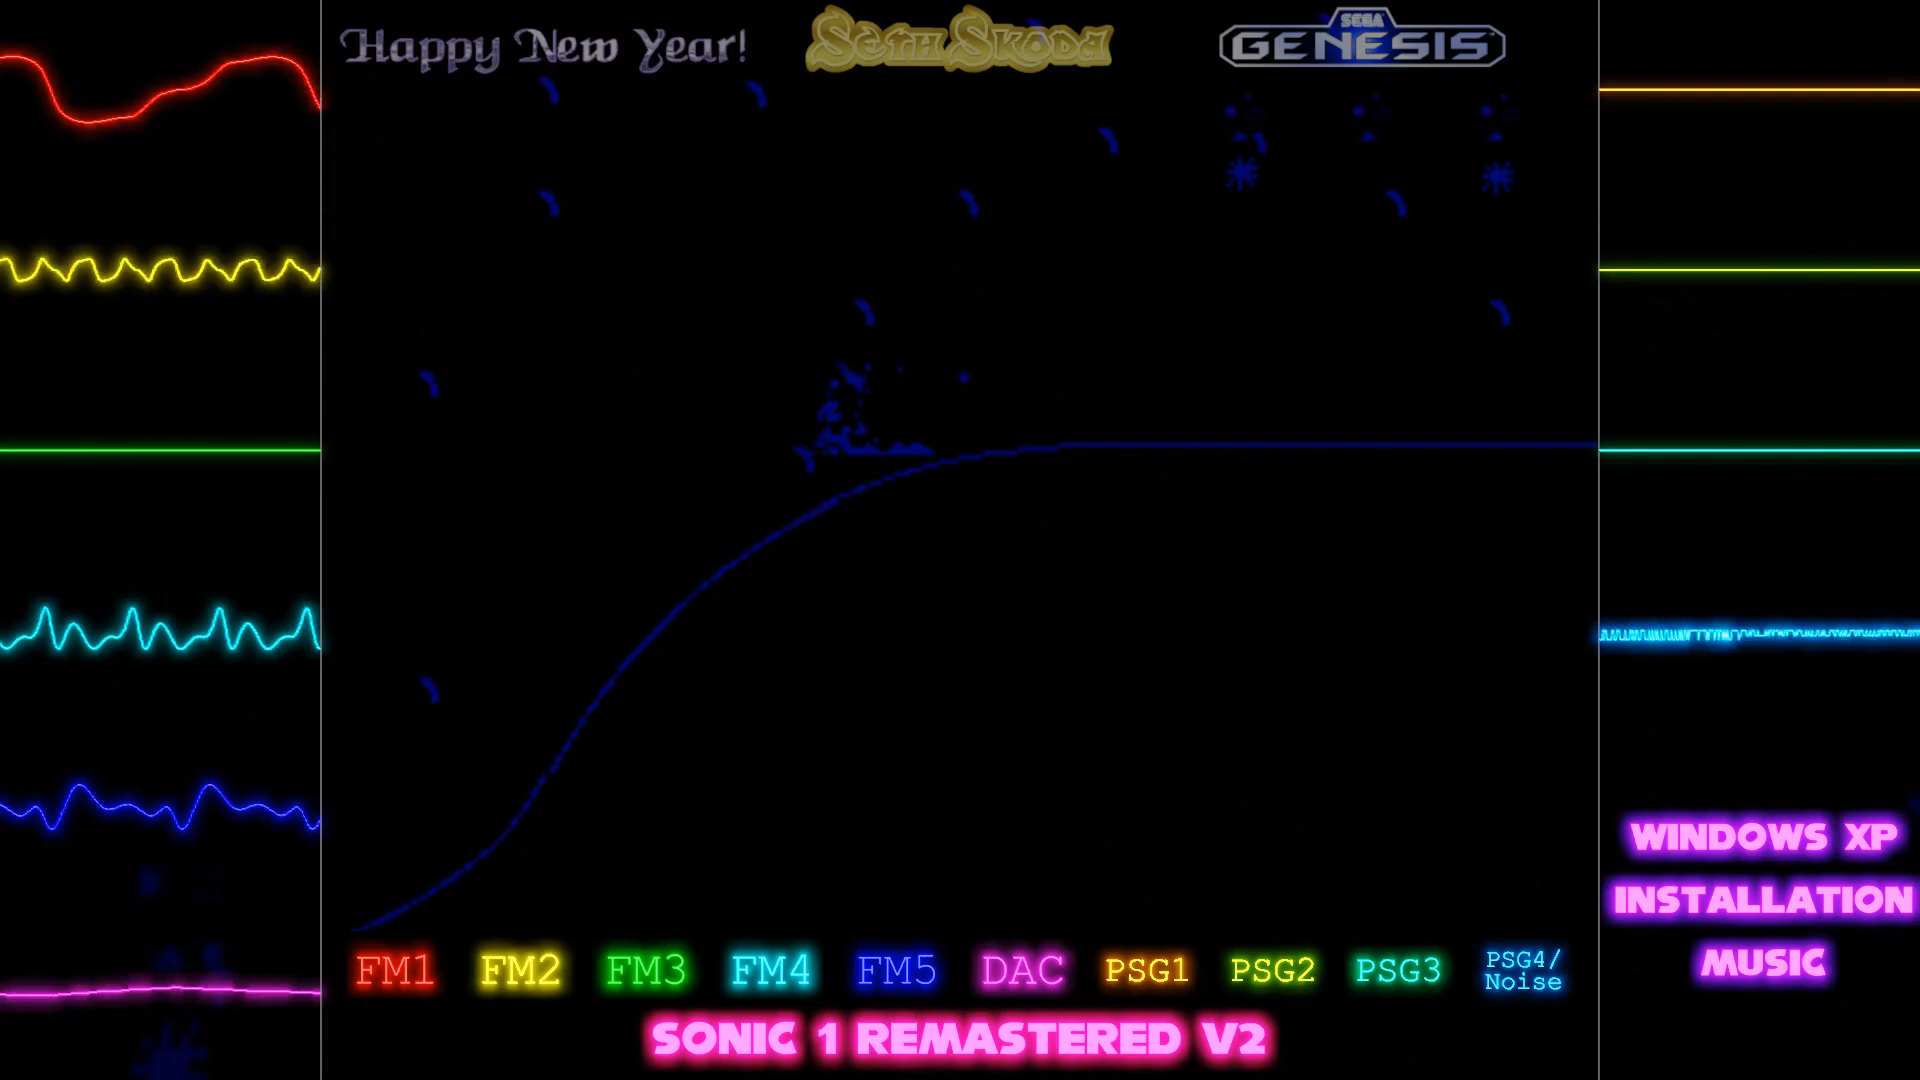 Happy New Year!
Seth Skoda
SEGA
GENESIS
WINDOWS XP
INSTALLATION
MUSIC
FM1 FM2 FM3 FM4 FM5 DAC PSG1 PSG2 PSG3 PSG4/
Noise
SONIC 1 REMASTERED V2